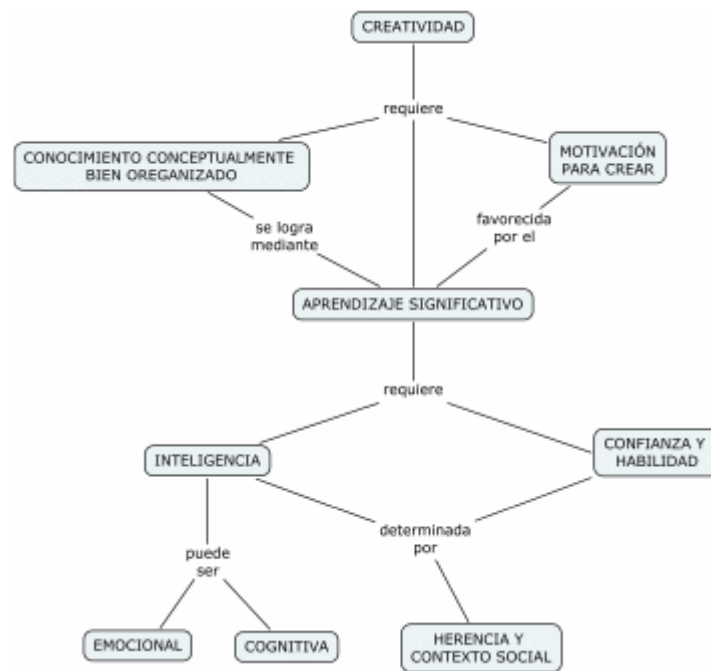 CREATIVIDAD
requiere
CONOCIMIENTO CONCEPTUALMENTE
BIEN OREGANIZADO
MOTIVACIÓN
PARA CREAR
se logra
mediante
favorecida
por el
APRENDIZAJE SIGNIFICATIVO
requiere
INTELIGENCIA
CONFIANZA Y
HABILIDAD
determinada
por
puede
ser
EMOCIONAL
COGNITIVA
HERENCIA Y
CONTEXTO SOCIAL